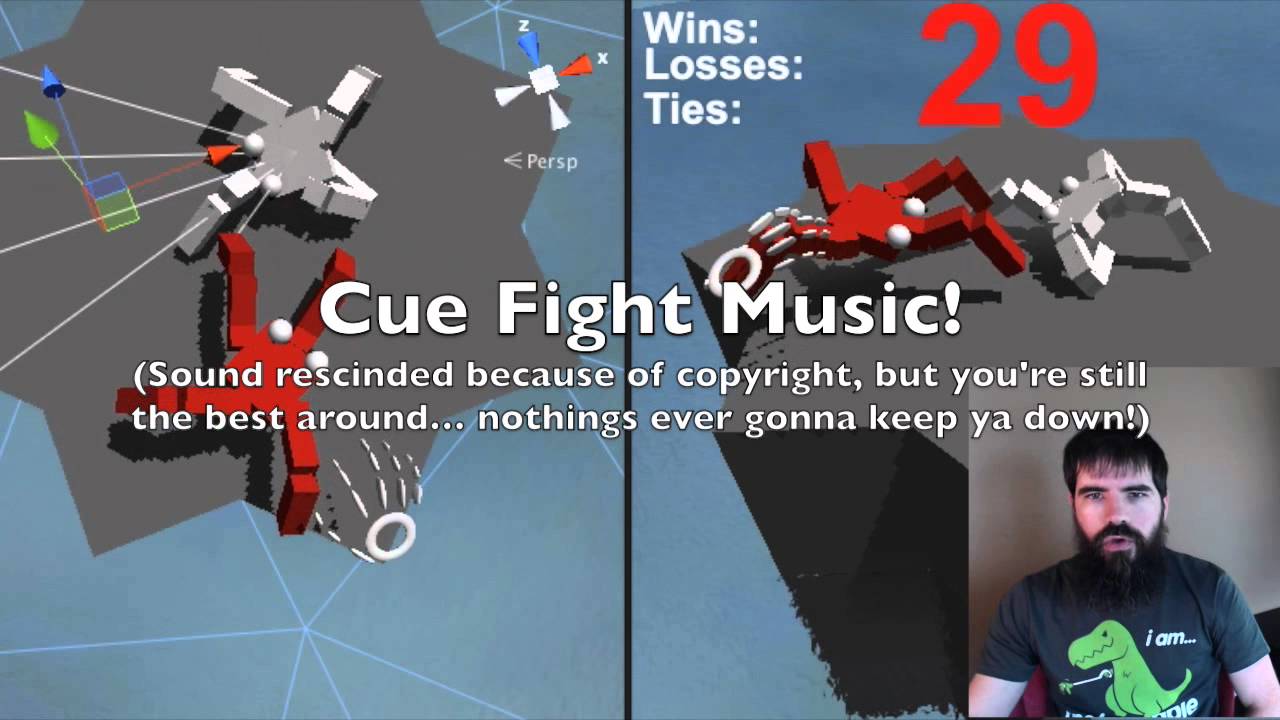 z
x
Persp
Wins:
Losses:
Ties:
29
Cue Fight Music!
(Sound rescinded because of copyright, but you're still
the best around... nothings ever gonna keep ya down!)
i am...